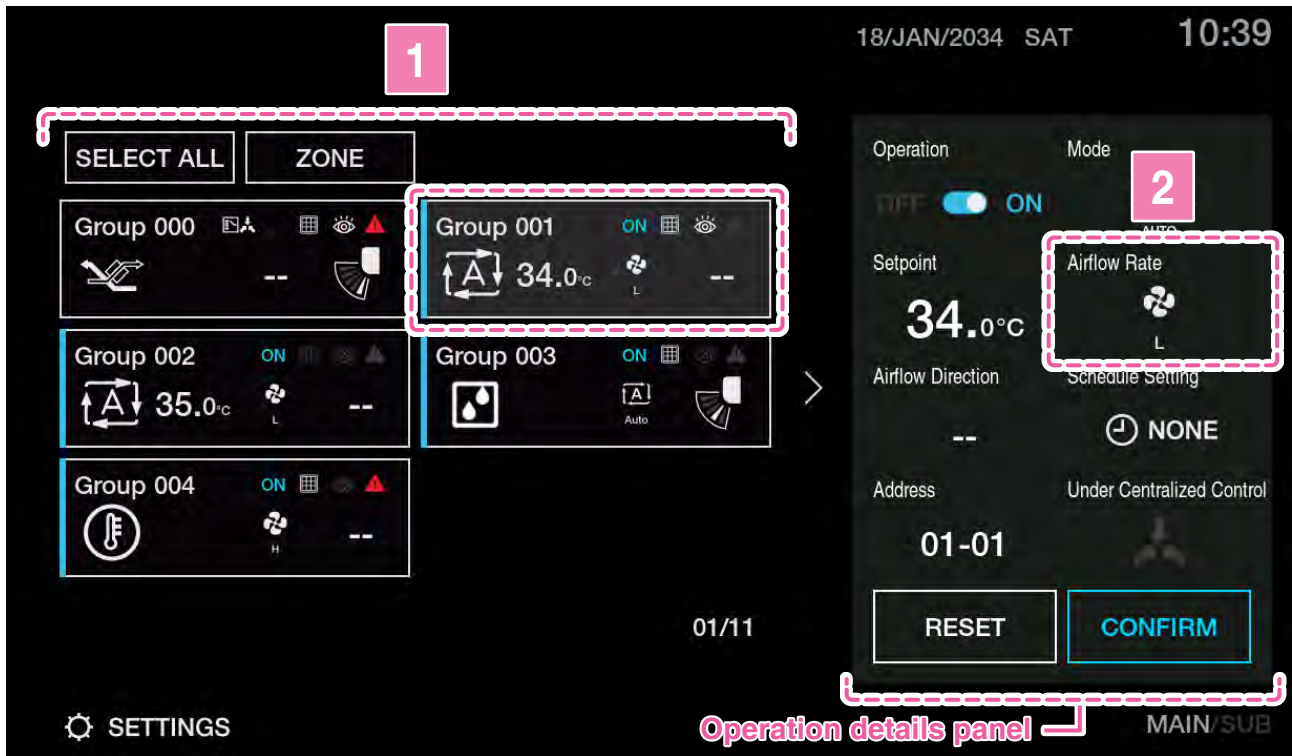 18/JAN/2034 SAT 10:39
1
SELECT ALL
ZONE
Group 000
--
Group 001 ON
A 34.0°C L --
Group 002 ON
A 35.0°C L --
Group 003 ON
A Auto
Group 004 ON
H --
01/11
SETTINGS
Operation
OFF ON
Mode
2
AUTO
Setpoint
34.0°C
Airflow Rate
L
Airflow Direction
--
Schedule Setting
NONE
Address
01-01
Under Centralized Control
RESET
CONFIRM
Operation details panel
MAIN/SUB